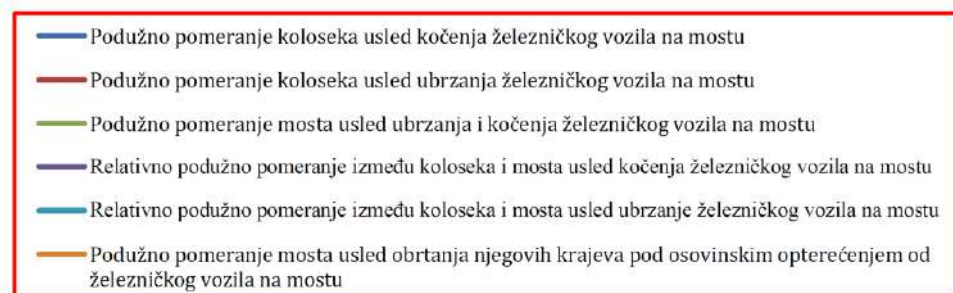 Podužno pomeranje koloseka usled kočenja železničkog vozila na mostu
Podužno pomeranje koloseka usled ubrzanja železničkog vozila na mostu
Podužno pomeranje mosta usled ubrzanja i kočenja železničkog vozila na mostu
Relativno podužno pomeranje između koloseka i mosta usled kočenja železničkog vozila na mostu
Relativno podužno pomeranje između koloseka i mosta usled ubrzanje železničkog vozila na mostu
Podužno pomeranje mosta usled obrtanja njegovih krajeva pod osovinskim opterećenjem od
železničkog vozila na mostu